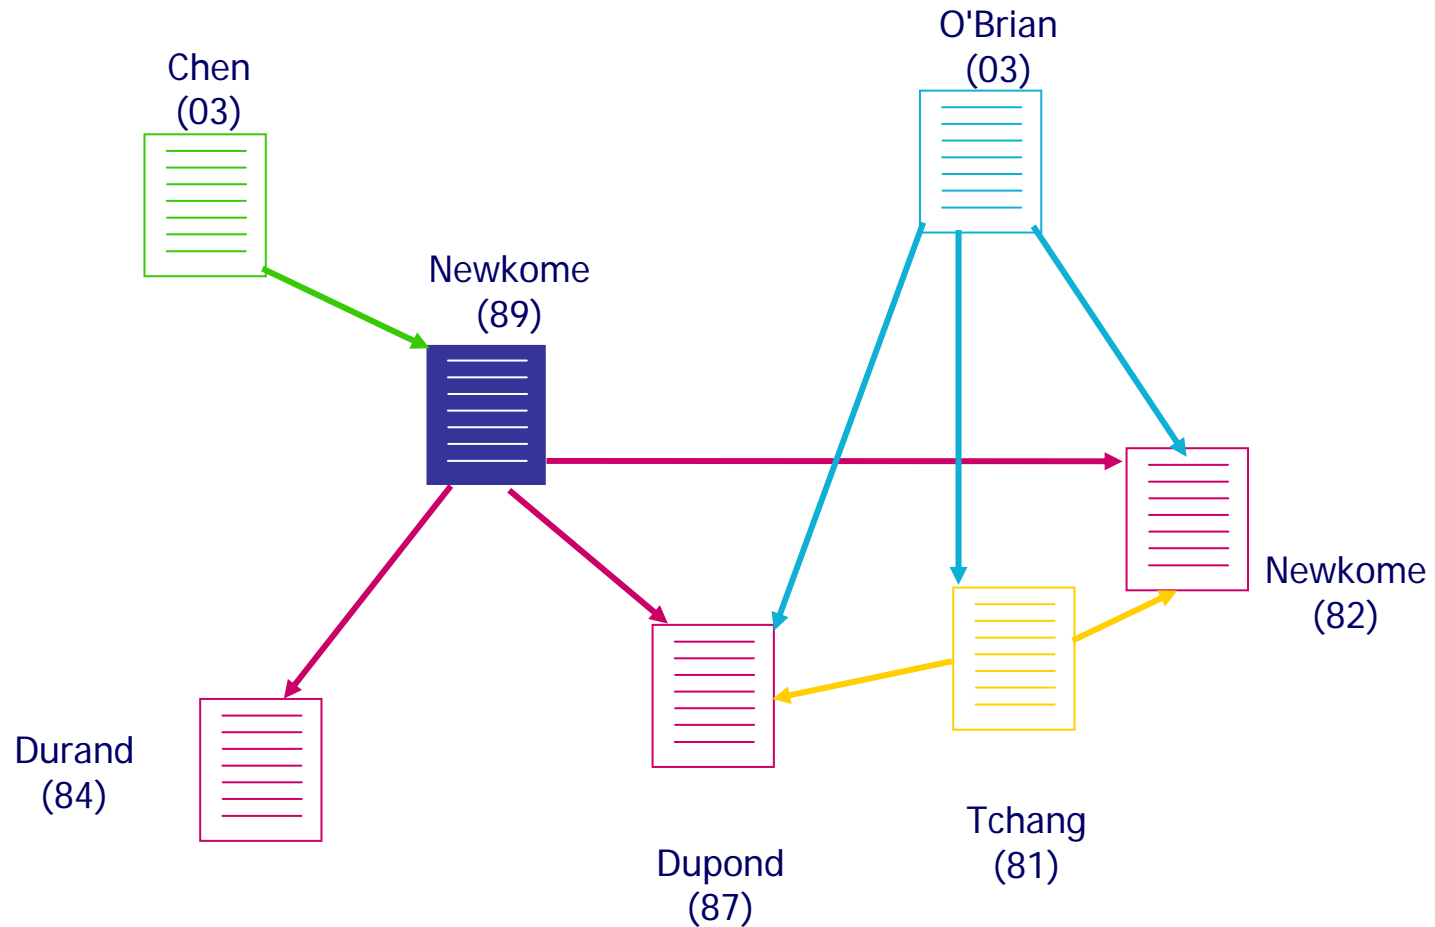 O'Brian
(03)
Chen
(03)
Newkome
(89)
Newkome
(82)
Durand
(84)
Tchang
(81)
Dupond
(87)